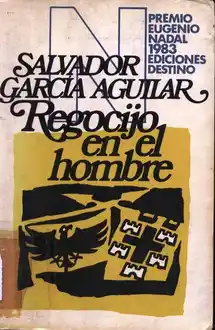 N
PREMIO
EUGENIO
NADAL
1983
EDICIONES
DESTINO
SALVADOR
GARCÍA AGUILAR
Regocijo
en el
hombre